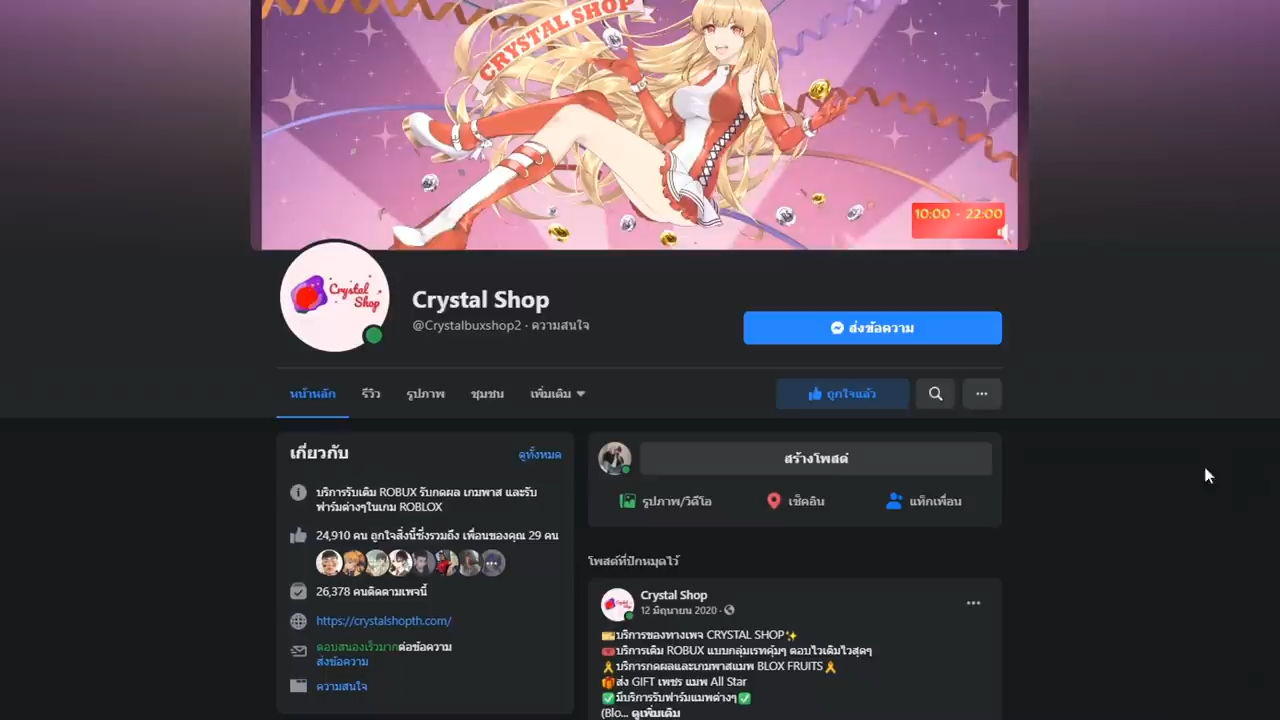 CRYSTAL SHOP
10:00 - 22:00
Crystal Shop
Crystal Shop
@Crystalbuxshop2 · ความสนใจ
ส่งข้อความ
หน้าหลัก รีวิว รูปภาพ ชุมชน เพิ่มเติม
ถูกใจแล้ว
เกี่ยวกับ
ดูทั้งหมด
บริการรับเติม ROBUX รับกดผล เกมพาส และรับ
ฟาร์มต่างๆในเกม ROBLOX
24,910 คน ถูกใจสิ่งนี้ซึ่งรวมถึง เพื่อนของคุณ 29 คน
26,378 คนติดตามเพจนี้
https://crystalshopth.com/
ตอบสนองเร็วมากต่อข้อความ
ส่งข้อความ
ความสนใจ
สร้างโพสต์
รูปภาพ/วิดีโอ เช็คอิน แท็กเพื่อน
โพสต์ที่ปักหมุดไว้
Crystal Shop
12 มิถุนายน 2020 ·
🎫บริการของทางเพจ CRYSTAL SHOP✨
🎟️บริการเติม ROBUX แบบกลุ่มเรทคุ้มๆ ตอบไวเติมไวสุดๆ
🎗️บริการกดผลและเกมพาสแมพ BLOX FRUITS🎗️
🎁ส่ง GIFT เพชร แมพ All Star
✅มีบริการรับฟาร์มแมพต่างๆ✅
(Blo... ดูเพิ่มเติม